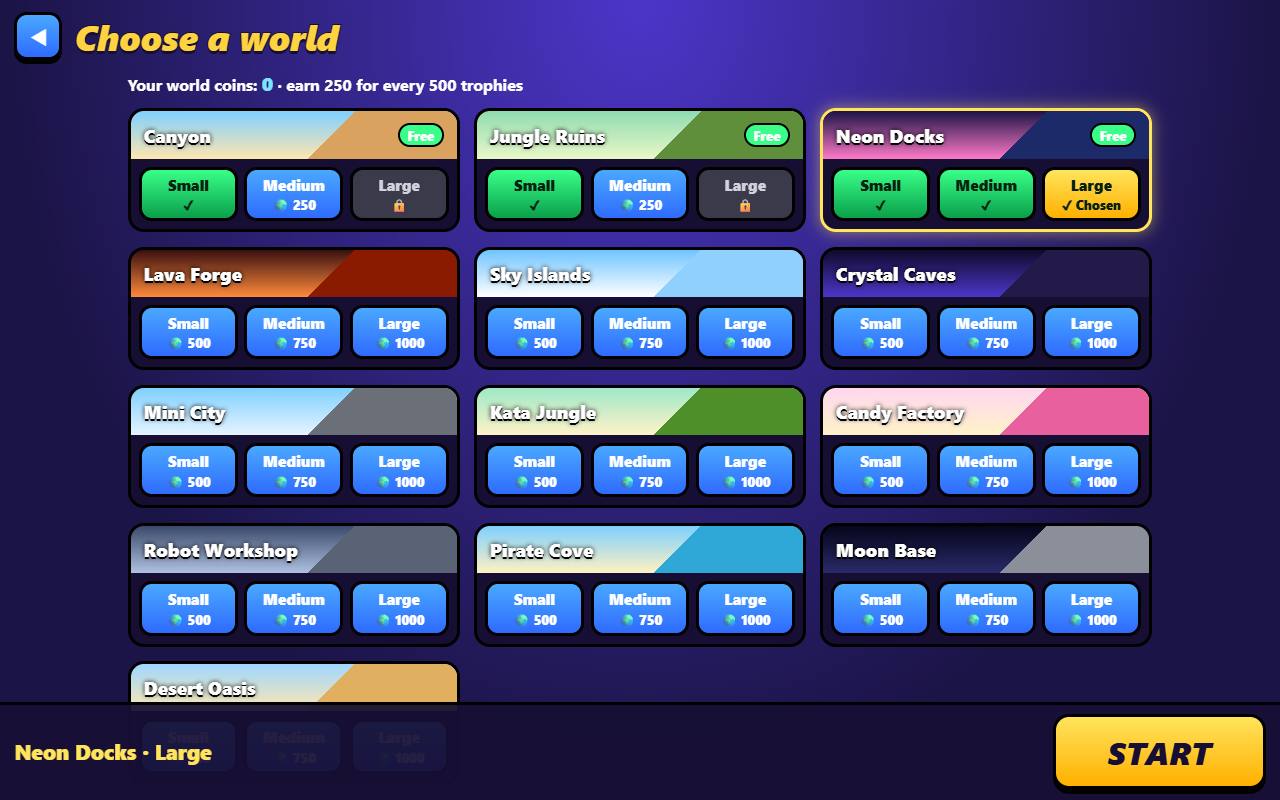 Choose a world
Your world coins: 0 · earn 250 for every 500 trophies
Canyon Free
Small ✓ Medium 250 Large
Jungle Ruins Free
Small ✓ Medium 250 Large
Neon Docks Free
Small ✓ Medium ✓ Large ✓ Chosen
Lava Forge
Small 500 Medium 750 Large 1000
Sky Islands
Small 500 Medium 750 Large 1000
Crystal Caves
Small 500 Medium 750 Large 1000
Mini City
Small 500 Medium 750 Large 1000
Kata Jungle
Small 500 Medium 750 Large 1000
Candy Factory
Small 500 Medium 750 Large 1000
Robot Workshop
Small 500 Medium 750 Large 1000
Pirate Cove
Small 500 Medium 750 Large 1000
Moon Base
Small 500 Medium 750 Large 1000
Desert Oasis
Medium 750 Large 1000
Neon Docks · Large
START